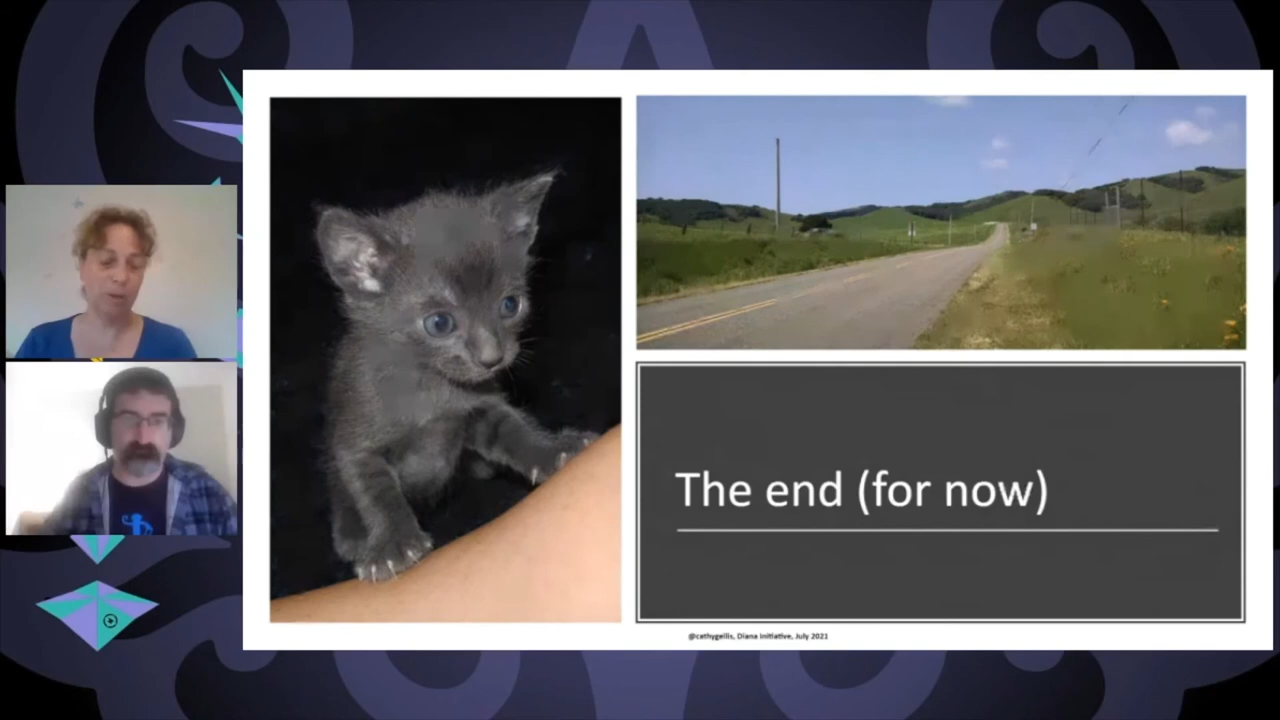 The end (for now)
@cathygellis, Diana Initiative, July 2021